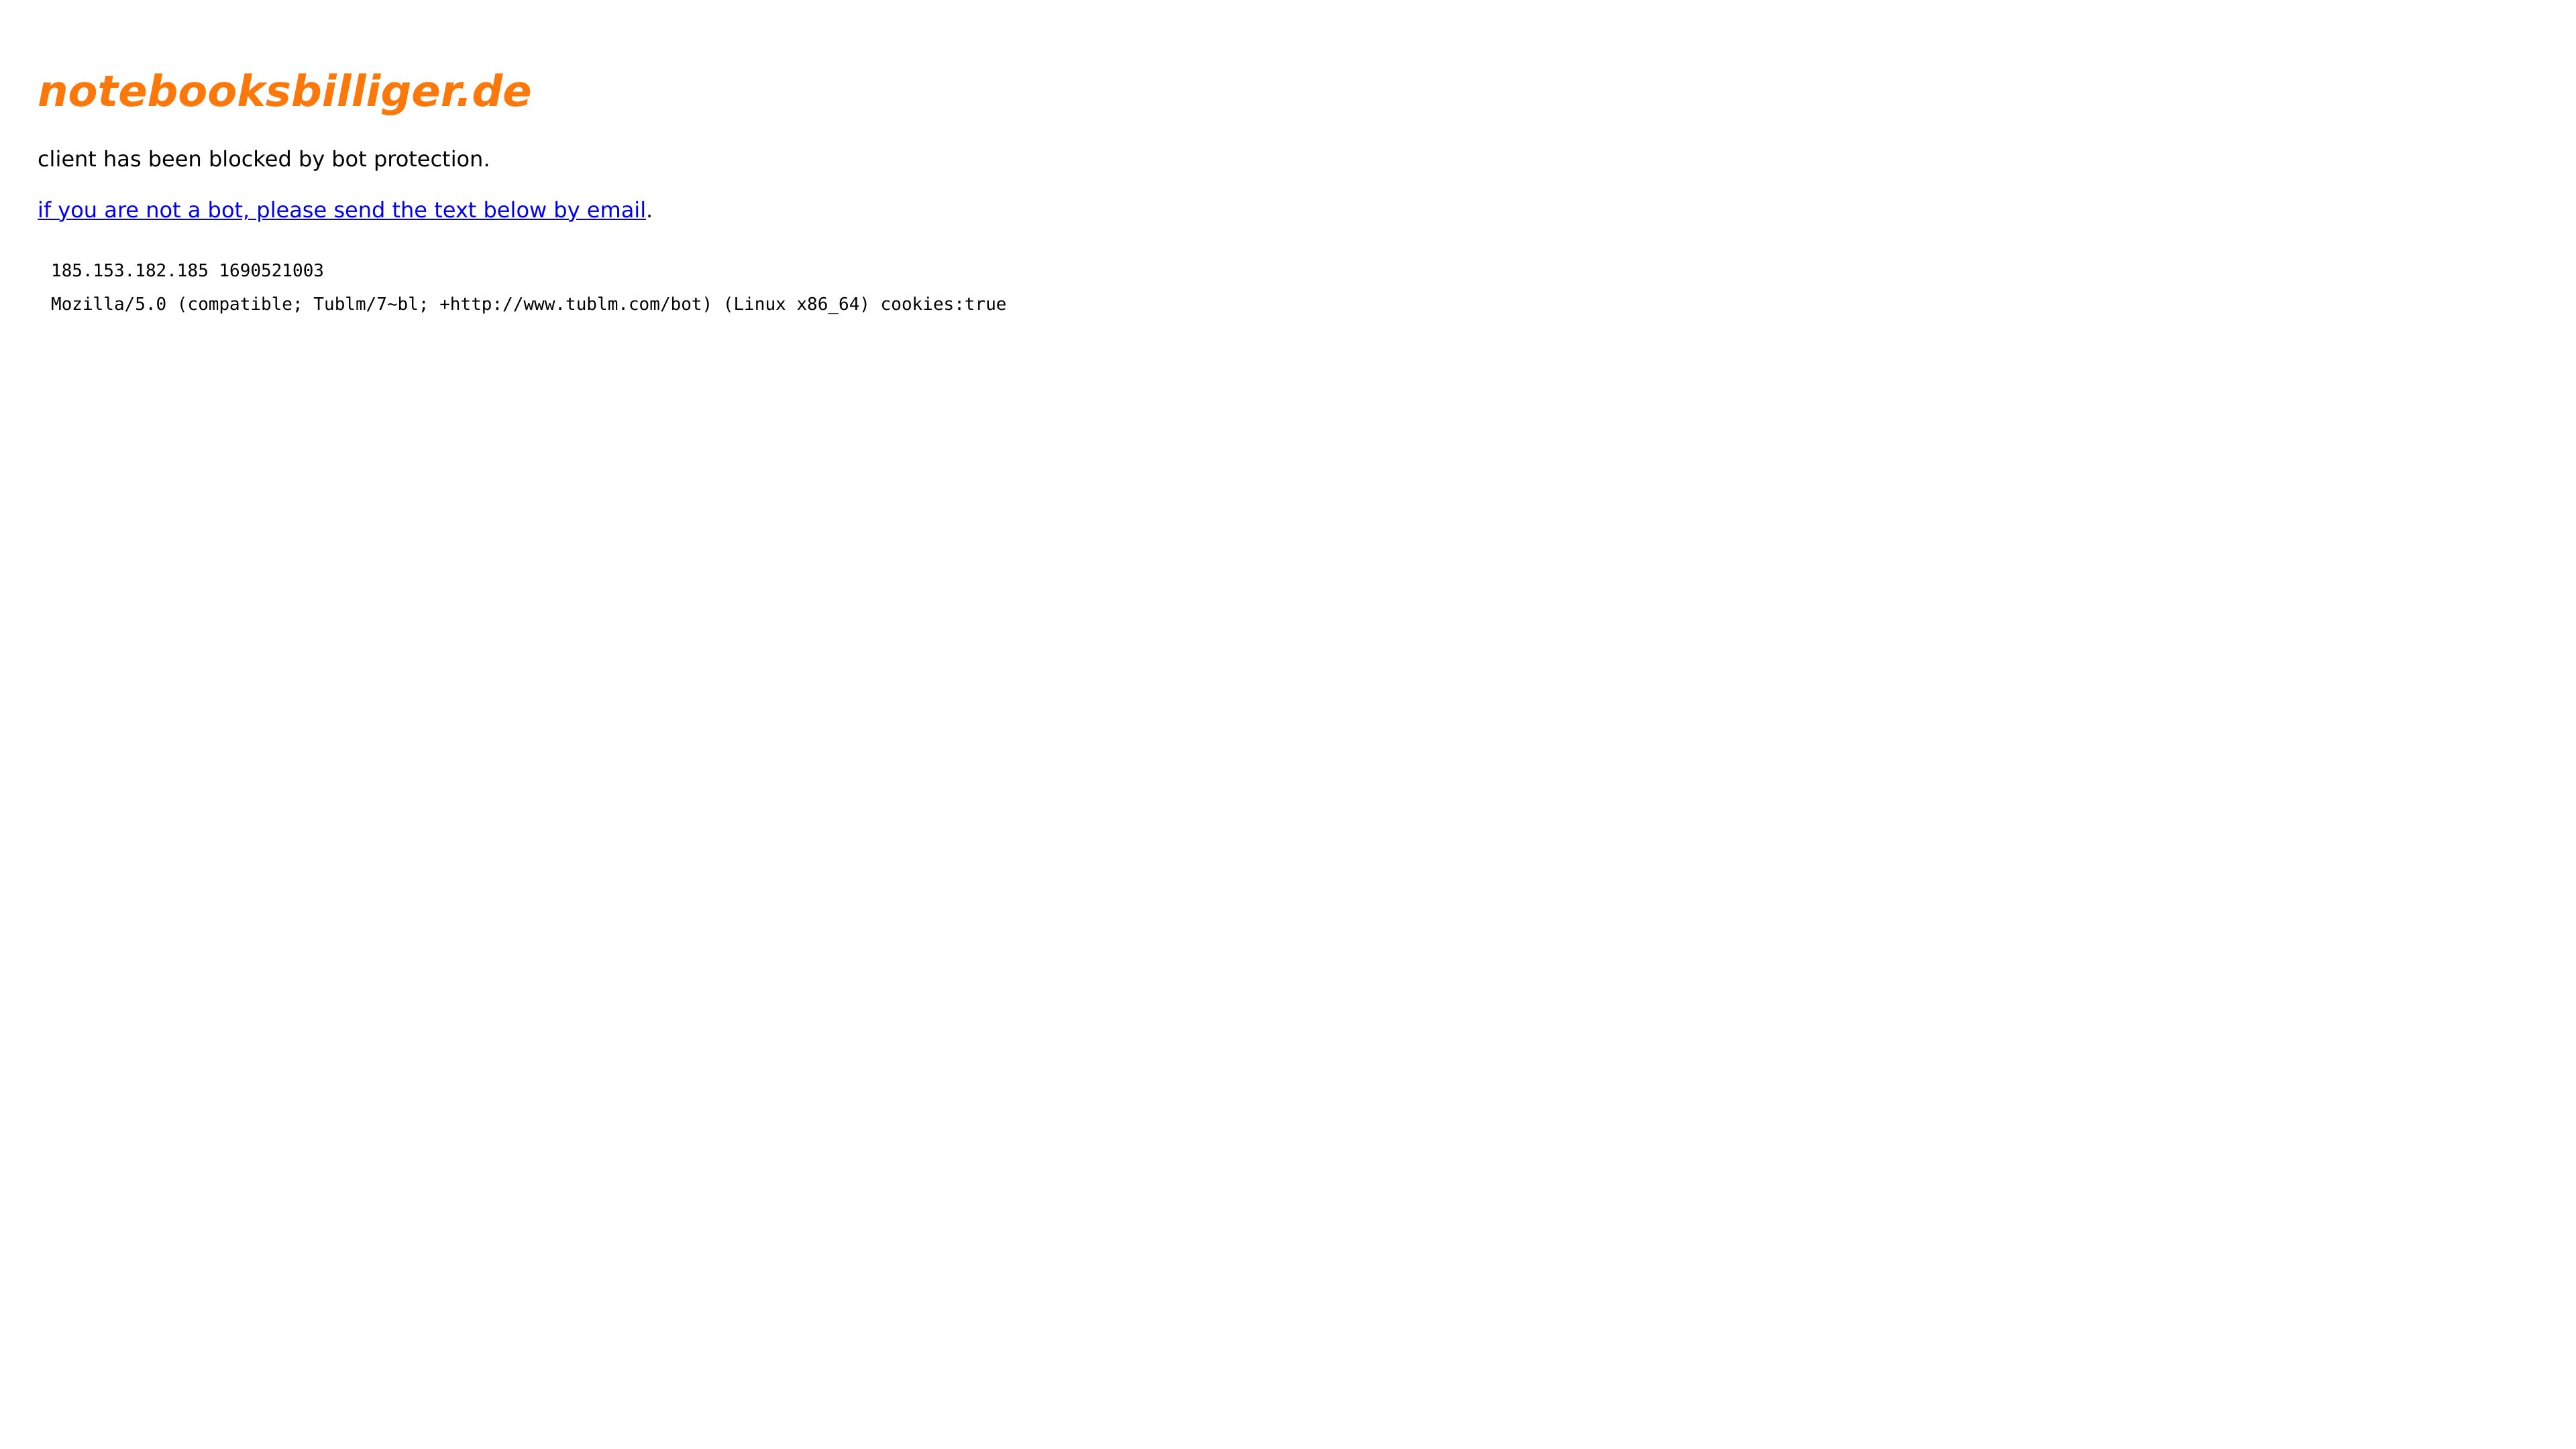 notebooksbilliger.de
client has been blocked by bot protection.
if you are not a bot, please send the text below by email.
185.153.182.185 1690521003
Mozilla/5.0 (compatible; Tublm/7~bl; +http://www.tublm.com/bot) (Linux x86_64) cookies:true